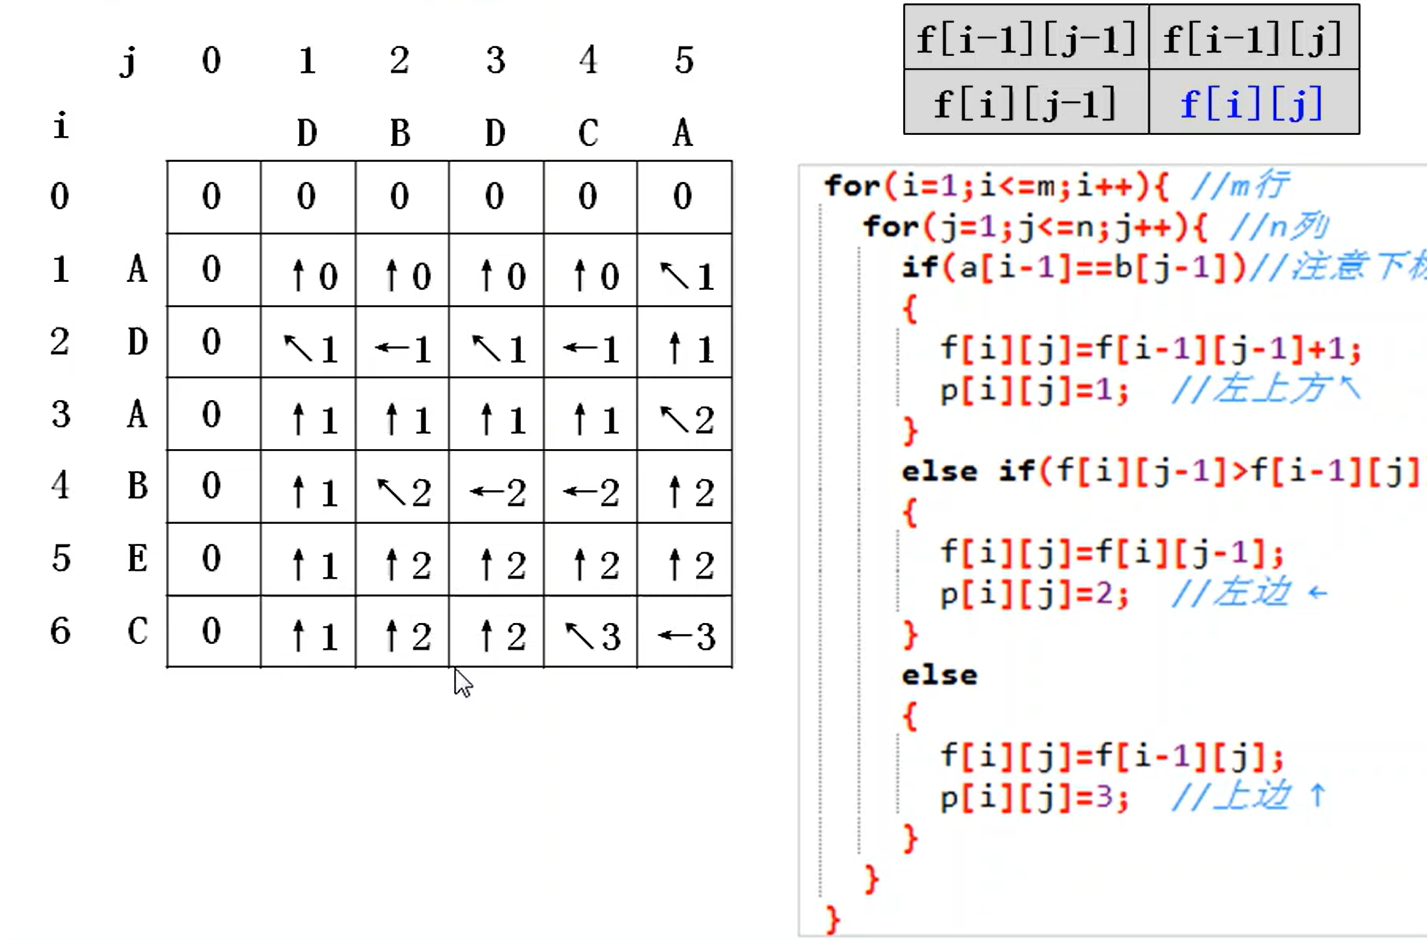 j 0 1 2 3 4 5
i D B D C A
0 0 0 0 0 0 0
1 A 0 ↑0 ↑0 ↑0 ↑0 ↖1
2 D 0 ↖1 ←1 ↖1 ←1 ↑1
3 A 0 ↑1 ↑1 ↑1 ↑1 ↖2
4 B 0 ↑1 ↖2 ←2 ←2 ↑2
5 E 0 ↑1 ↑2 ↑2 ↑2 ↑2
6 C 0 ↑1 ↑2 ↑2 ↖3 ←3
f[i-1][j-1] f[i-1][j]
f[i][j-1] f[i][j]
for(i=1;i<=m;i++){ //m行
for(j=1;j<=n;j++){ //n列
if(a[i-1]==b[j-1])//注意下标
{
f[i][j]=f[i-1][j-1]+1;
p[i][j]=1; //左上方↖
}
else if(f[i][j-1]>f[i-1][j]
{
f[i][j]=f[i][j-1];
p[i][j]=2; //左边 ←
}
else
{
f[i][j]=f[i-1][j];
p[i][j]=3; //上边 ↑
}
}
}